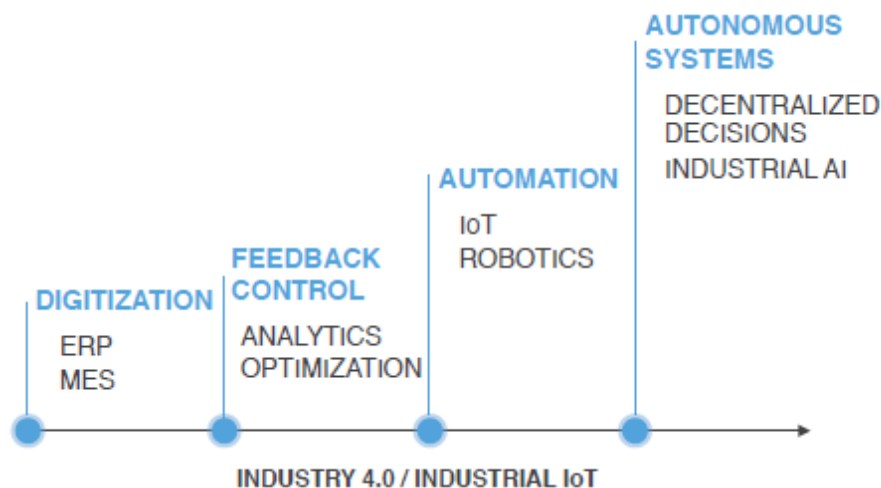 DIGITIZATION
ERP
MES
FEEDBACK
CONTROL
ANALYTICS
OPTIMIZATION
AUTOMATION
IoT
ROBOTICS
AUTONOMOUS
SYSTEMS
DECENTRALIZED
DECISIONS
INDUSTRIAL AI
INDUSTRY 4.0 / INDUSTRIAL IoT